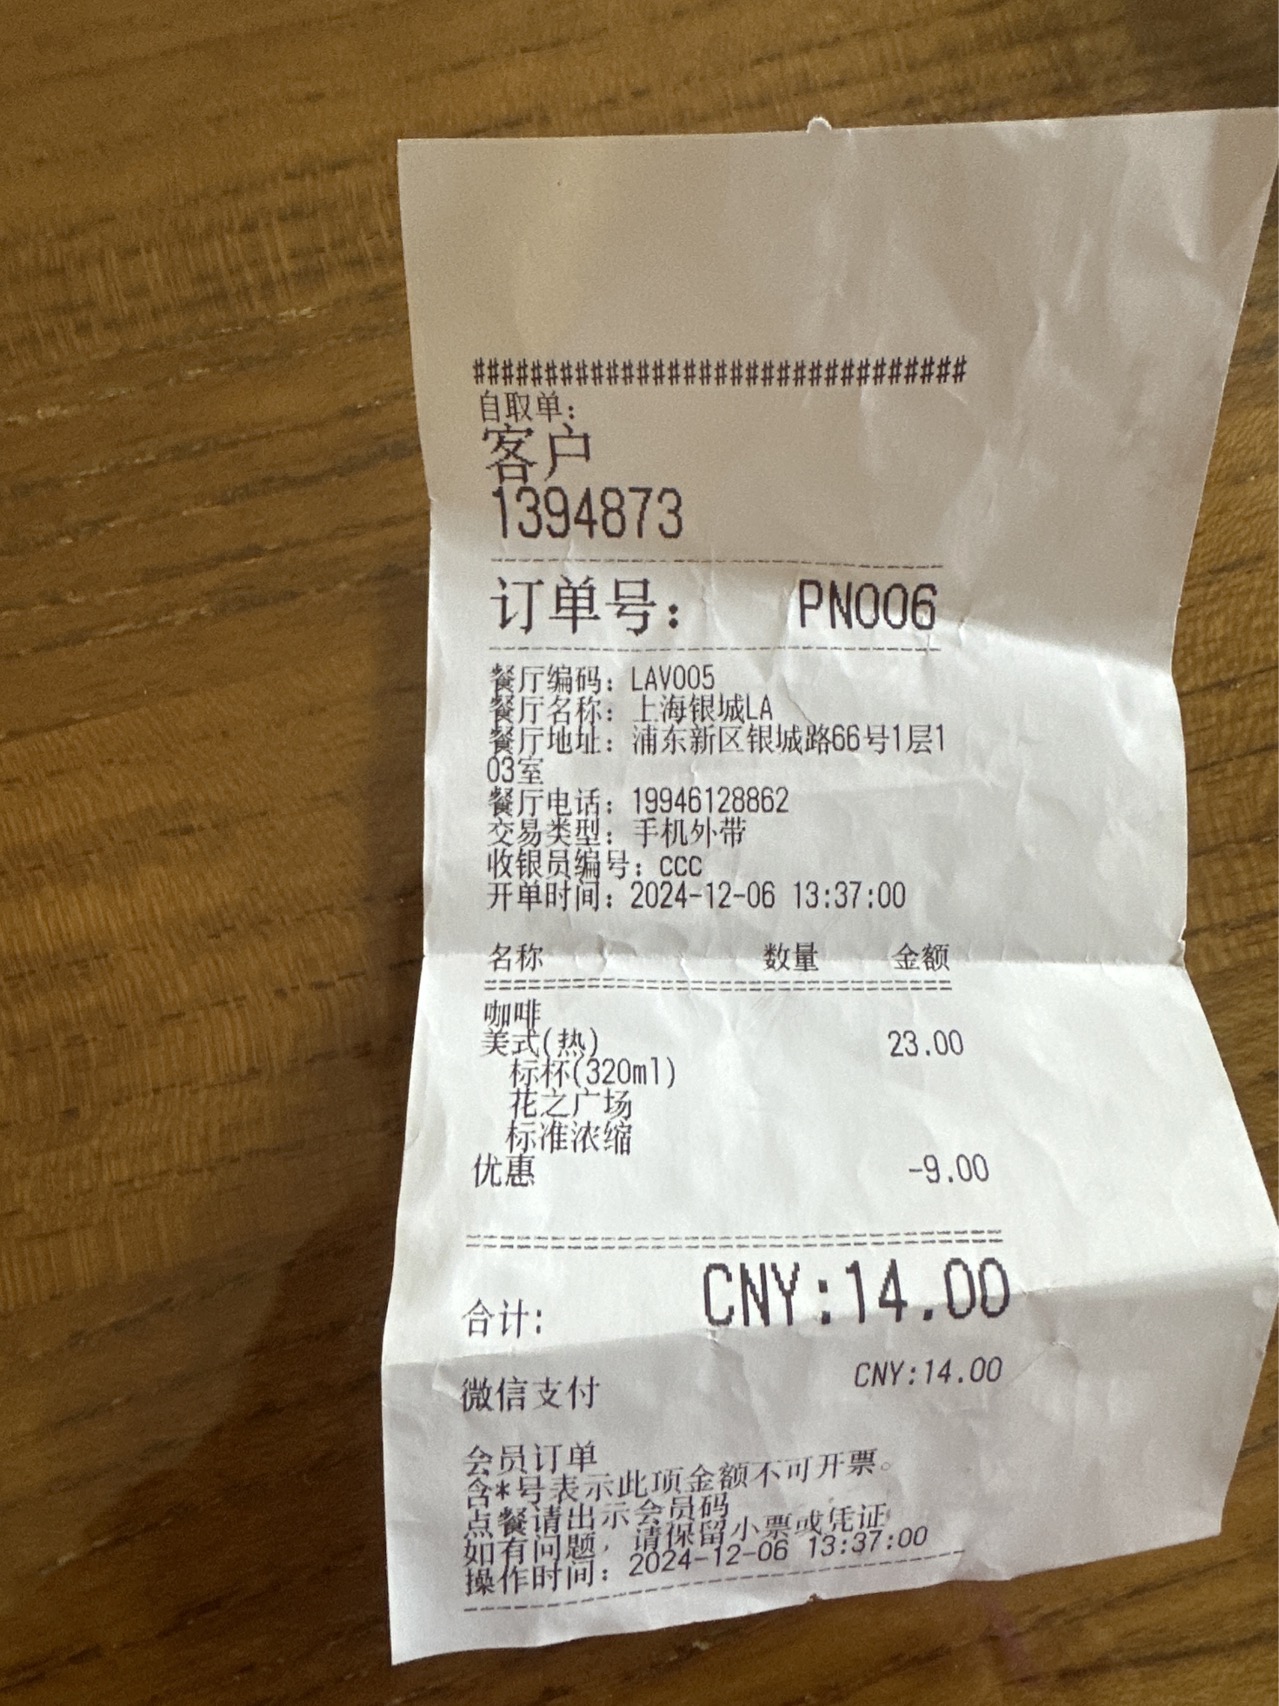 ################################
自取单：
客户
1394873
订单号： PN006
餐厅编码：LAV005
餐厅名称：上海银城LA
餐厅地址：浦东新区银城路66号1层1
03室
餐厅电话：19946128862
交易类型：手机外带
收银员编号：ccc
开单时间：2024-12-06 13:37:00
名称 数量 金额
咖啡
美式(热) 23.00
标杯(320ml)
花之广场
标准浓缩
优惠 -9.00
合计: CNY:14.00
微信支付 CNY:14.00
会员订单
含*号表示此项金额不可开票。
点餐请出示会员码
如有问题，请保留小票或凭证
操作时间：2024-12-06 13:37:00